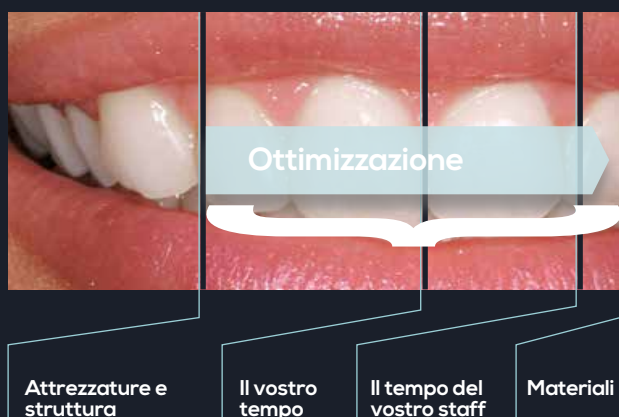 Ottimizzazione
Attrezzature e
struttura
Il vostro
tempo
Il tempo del
vostro staff
Materiali